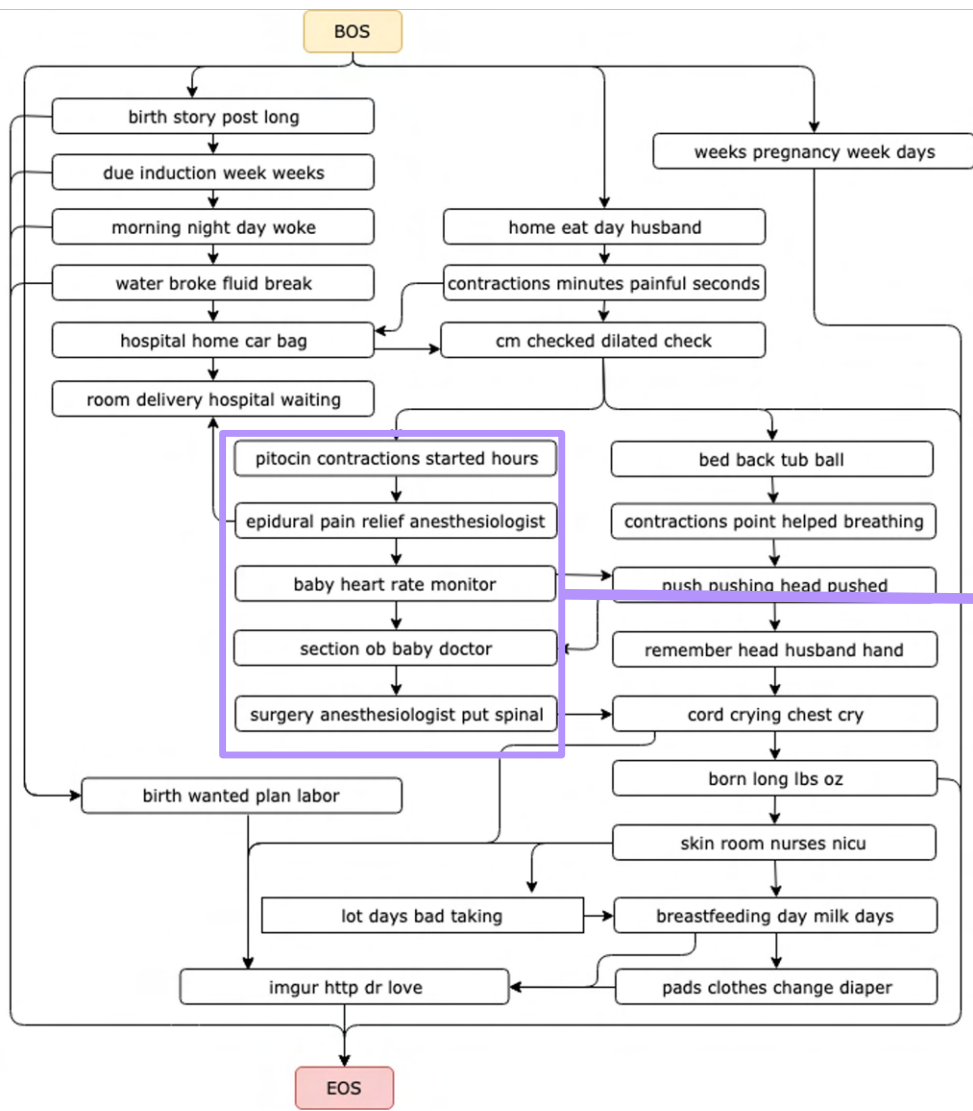 BOS
birth story post long
weeks pregnancy week days
due induction week weeks
morning night day woke
home eat day husband
water broke fluid break
contractions minutes painful seconds
hospital home car bag
cm checked dilated check
room delivery hospital waiting
pitocin contractions started hours
bed back tub ball
epidural pain relief anesthesiologist
contractions point helped breathing
baby heart rate monitor
push pushing head pushed
section ob baby doctor
remember head husband hand
surgery anesthesiologist put spinal
cord crying chest cry
born long lbs oz
birth wanted plan labor
skin room nurses nicu
lot days bad taking
breastfeeding day milk days
imgur http dr love
pads clothes change diaper
EOS